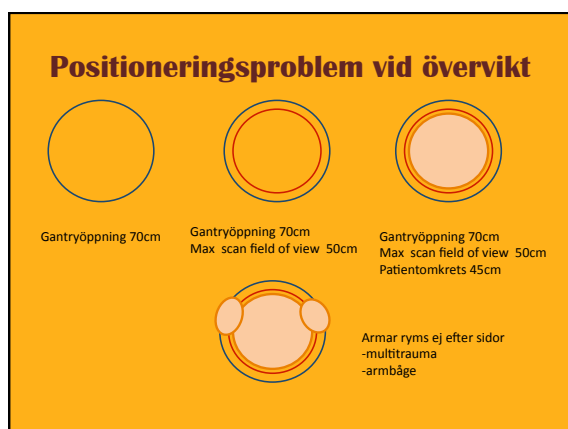 Positioneringsproblem vid övervikt
Gantryöppning 70cm
Gantryöppning 70cm
Max scan field of view 50cm
Gantryöppning 70cm
Max scan field of view 50cm
Patientomkrets 45cm
Armar ryms ej efter sidor
-multitrauma
-armbåge